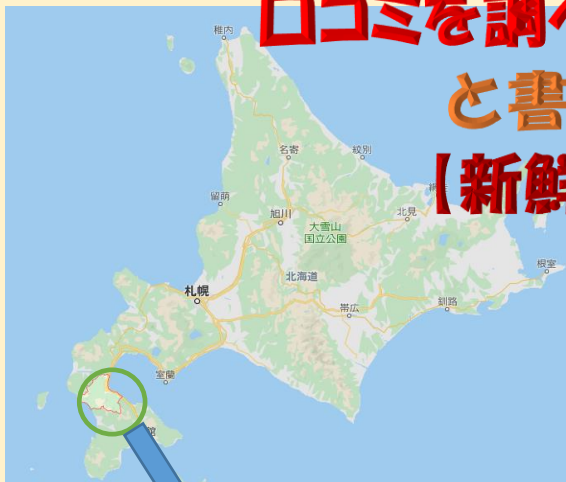 口コミを調べ
と書
【新鮮
稚内
名寄
紋別
留萌
旭川
北見
大雪山
国立公園
根室
北海道
札幌
帯広
釧路
室蘭
館